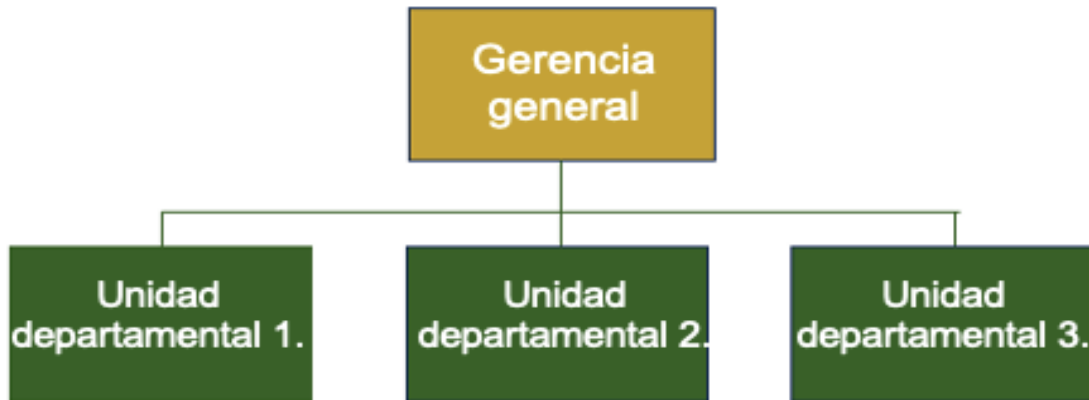 Gerencia
general
Unidad
departamental 1.
Unidad
departamental 2.
Unidad
departamental 3.